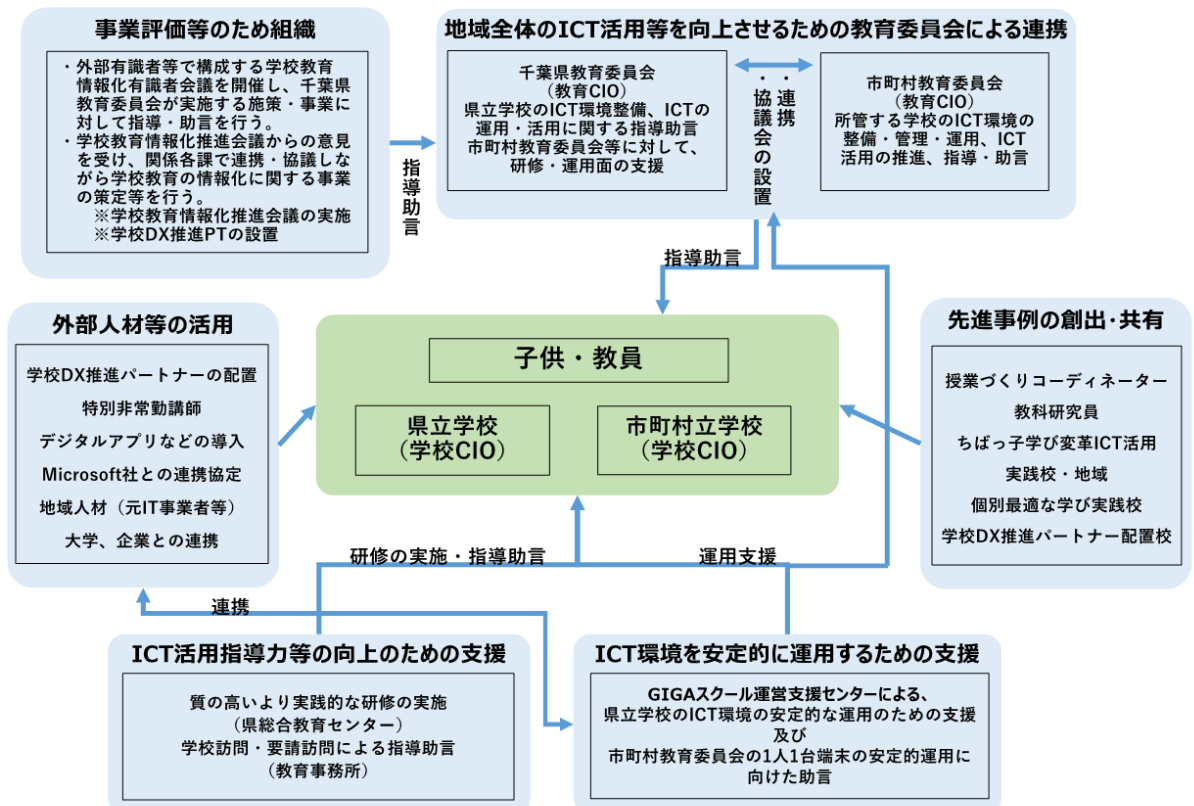 事業評価等のため組織
・外部有識者等で構成する学校教育
情報化有識者会議を開催し、千葉県
教育委員会が実施する施策・事業に
対して指導・助言を行う。
・学校教育情報化推進会議からの意見
を受け、関係各課で連携・協議しな
がら学校教育の情報化に関する事業
の策定等を行う。
※学校教育情報化推進会議の実施
※学校DX推進PTの設置
指導助言
地域全体のICT活用等を向上させるための教育委員会による連携
千葉県教育委員会
（教育CIO）
県立学校のICT環境整備、ICTの
運用・活用に関する指導助言
市町村教育委員会等に対して、
研修・運用面の支援
・連携
・協議会の設置
市町村教育委員会
（教育CIO）
所管する学校のICT環境の
整備・管理・運用、ICT
活用の推進、指導・助言
指導助言
外部人材等の活用
学校DX推進パートナーの配置
特別非常勤講師
デジタルアプリなどの導入
Microsoft社との連携協定
地域人材（元IT事業者等）
大学、企業との連携
子供・教員
県立学校
（学校CIO）
市町村立学校
（学校CIO）
先進事例の創出･共有
授業づくりコーディネーター
教科研究員
ちばっ子学び変革ICT活用
実践校・地域
個別最適な学び実践校
学校DX推進パートナー配置校
研修の実施・指導助言
運用支援
連携
ICT活用指導力等の向上のための支援
質の高いより実践的な研修の実施
（県総合教育センター）
学校訪問・要請訪問による指導助言
（教育事務所）
ICT環境を安定的に運用するための支援
GIGAスクール運営支援センターによる、
県立学校のICT環境の安定的な運用のための支援
及び
市町村教育委員会の1人1台端末の安定的運用に
向けた助言